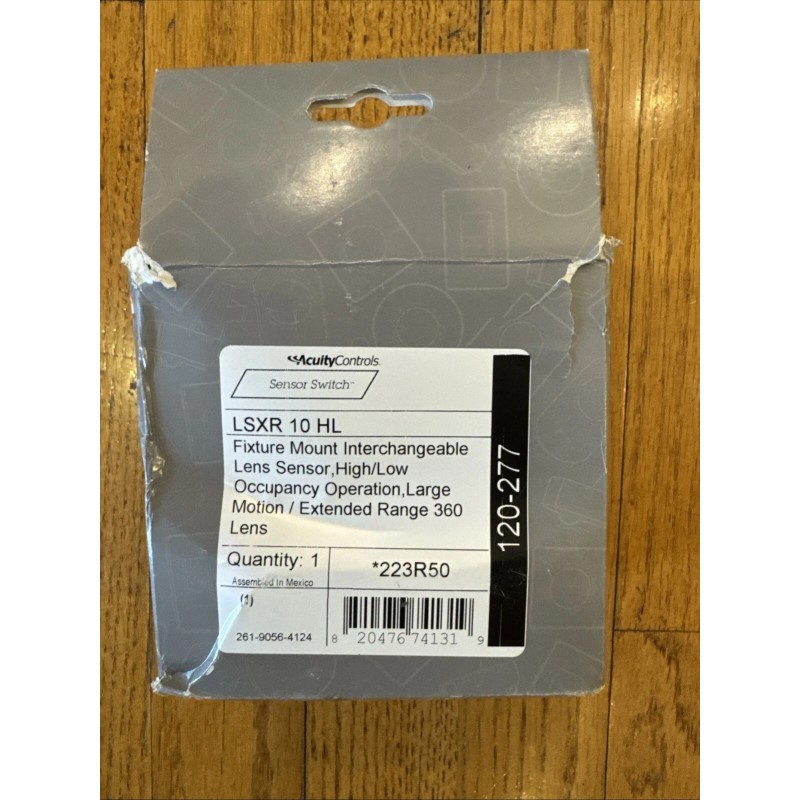 AcuityControls.
Sensor Switch™
LSXR 10 HL
Fixture Mount Interchangeable
Lens Sensor,High/Low
Occupancy Operation,Large
Motion / Extended Range 360
Lens
Quantity: 1
Assembled in Mexico
*223R50
(1)
261-9056-4124
8 20476 74131 9
120-277